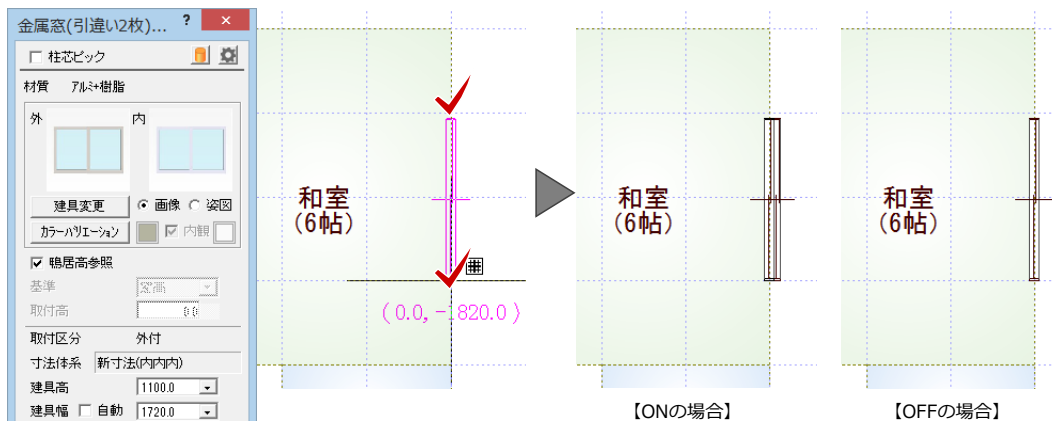 金属窓(引違い2枚)... ? ×
柱芯ピック
材質 アルミ+樹脂
外 内
建具変更 画像 姿図
カラーバリエーション 内観
鴨居高参照
基準 窓高
取付高 0.0
取付区分 外付
寸法体系 新寸法(内内内)
建具高 1100.0
建具幅 自動 1720.0
和室
(6帖)
(0.0, -1820.0)
和室
(6帖)
【ONの場合】
和室
(6帖)
【OFFの場合】